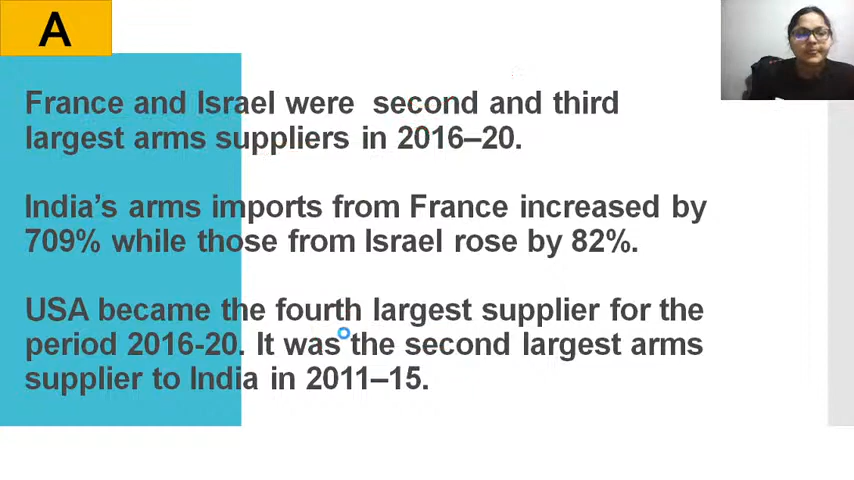 A
France and Israel were second and third
largest arms suppliers in 2016–20.
India’s arms imports from France increased by
709% while those from Israel rose by 82%.
USA became the fourth largest supplier for the
period 2016-20. It was the second largest arms
supplier to India in 2011–15.